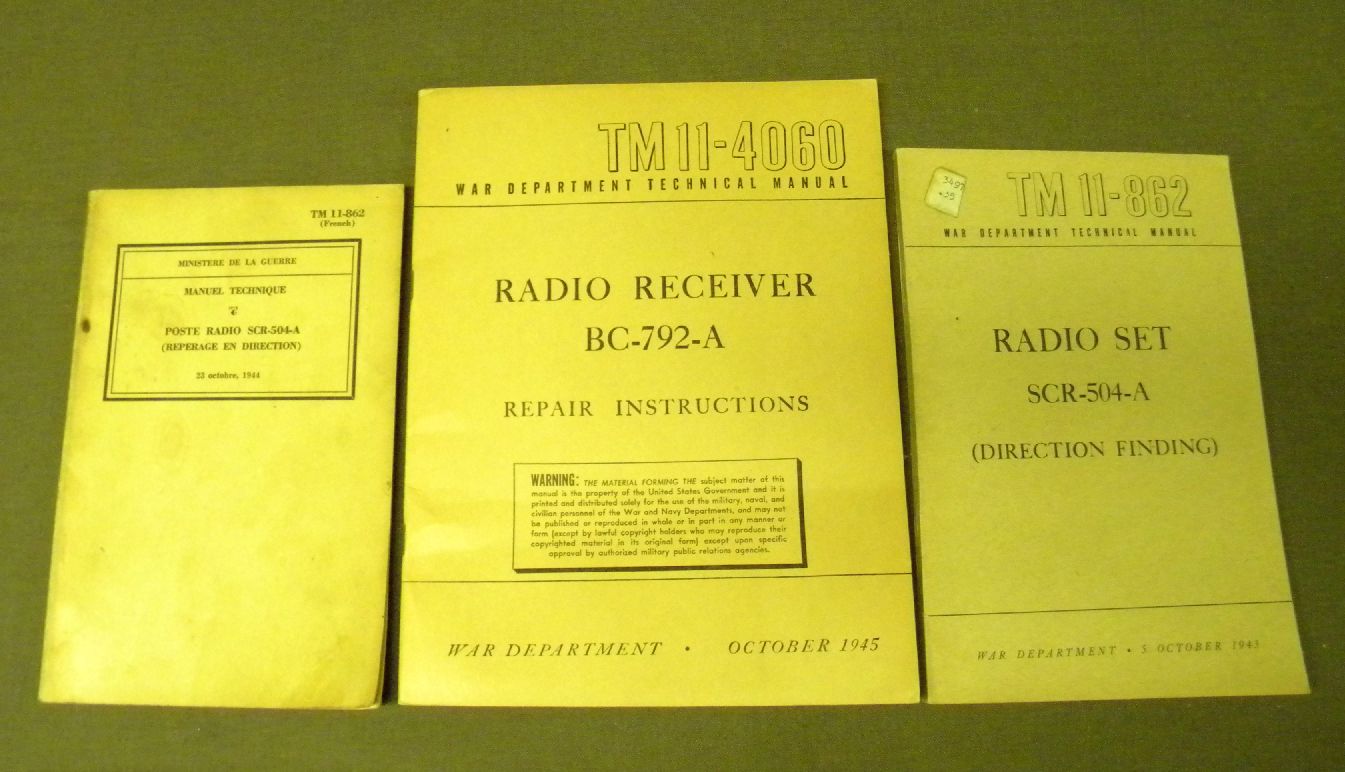 TM 11-862
(French)
MINISTERE DE LA GUERRE
MANUEL TECHNIQUE
POSTE RADIO SCR-504-A
(REPERAGE EN DIRECTION)
23 octobre, 1944
TM 11-4060
WAR DEPARTMENT TECHNICAL MANUAL
RADIO RECEIVER
BC-792-A
REPAIR INSTRUCTIONS
WARNING: THE MATERIAL FORMING THE subject matter of this
manual is the property of the United States Government and it is
printed and distributed solely for the use of the military, naval, and
civilian personnel of the War and Navy Departments, and may not
be published or reproduced in whole or in part in any manner or
form (except by lawful copyright holders who may reproduce their
copyrighted material in its original form) except upon specific
approval by authorized military public relations agencies.
WAR DEPARTMENT • OCTOBER 1945
3497
.35
TM 11-862
WAR DEPARTMENT TECHNICAL MANUAL
RADIO SET
SCR-504-A
(DIRECTION FINDING)
WAR DEPARTMENT • 5 OCTOBER 1943